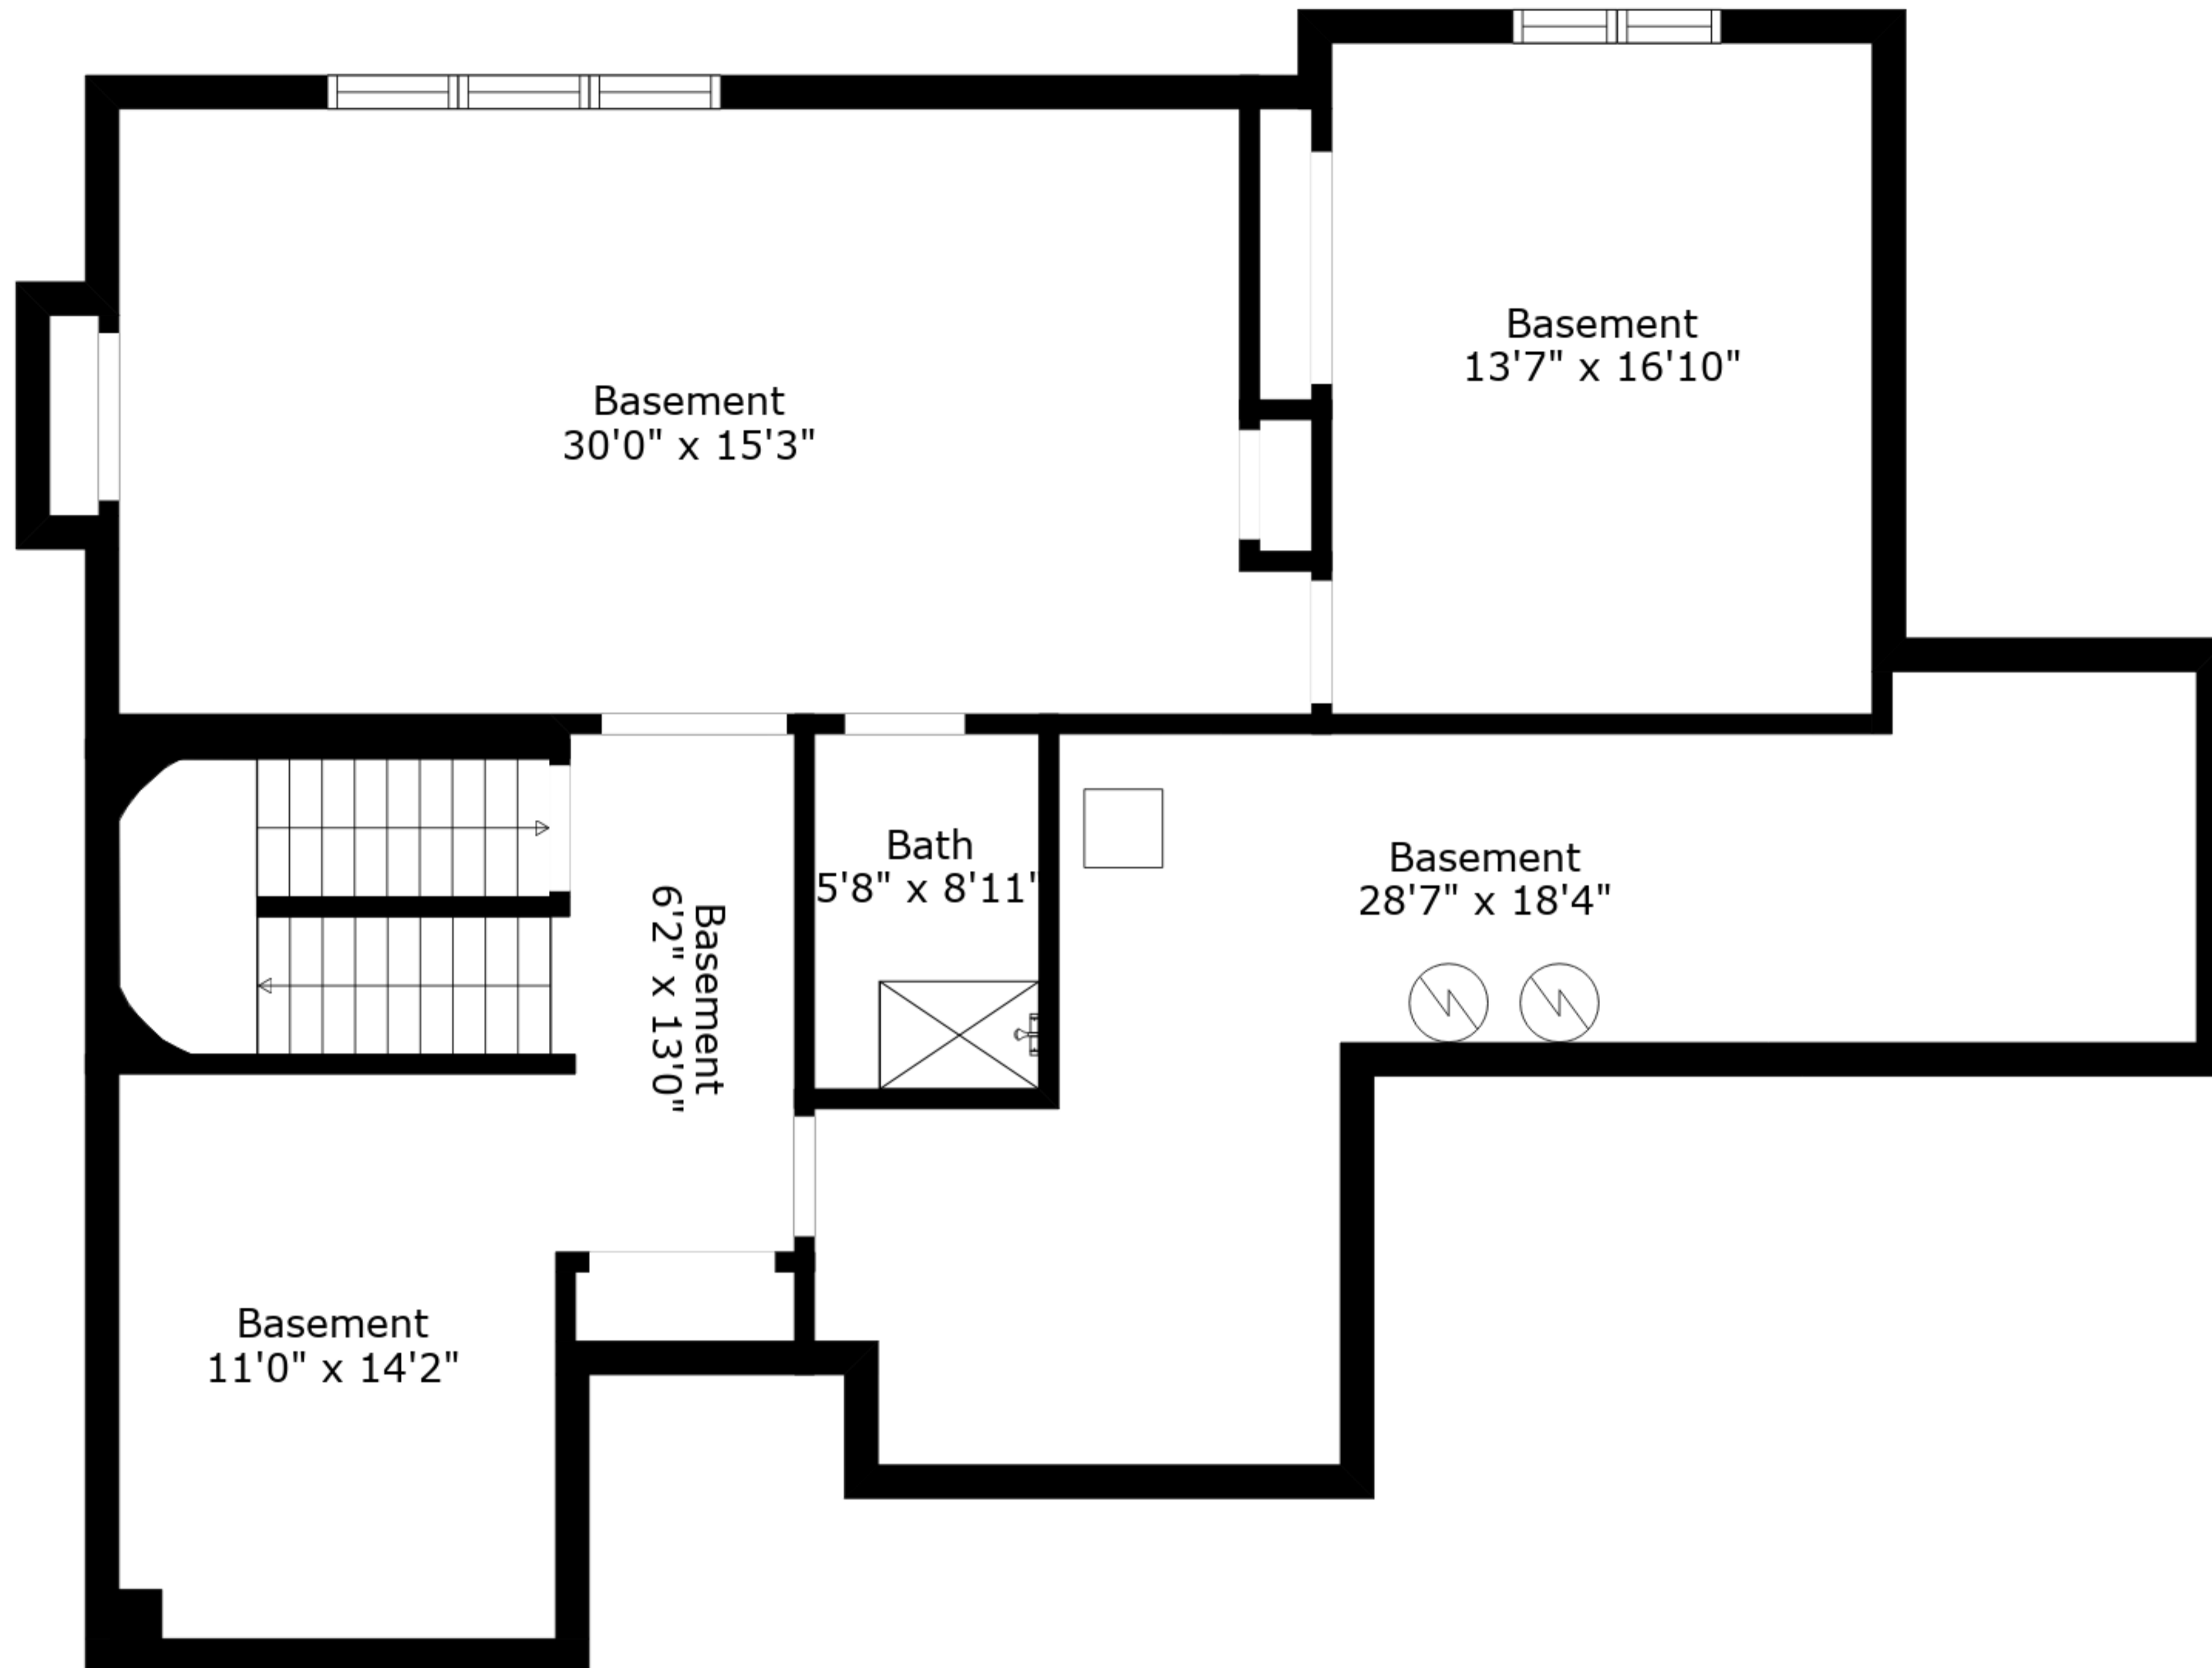 Basement
13'7" x 16'10"
Basement
30'0" x 15'3"
Bath
5'8" x 8'11"
Basement
28'7" x 18'4"
Basement
6'2" x 13'0"
Basement
11'0" x 14'2"